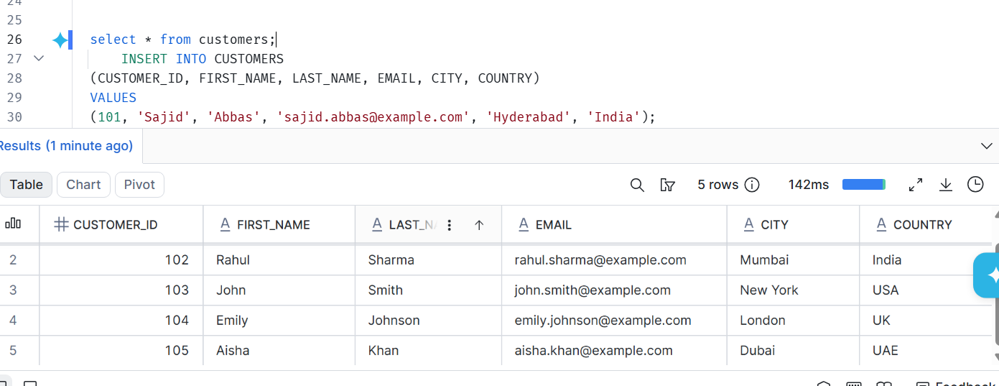 24
25
26 select * from customers;
27 INSERT INTO CUSTOMERS
28 (CUSTOMER_ID, FIRST_NAME, LAST_NAME, EMAIL, CITY, COUNTRY)
29 VALUES
30 (101, 'Sajid', 'Abbas', 'sajid.abbas@example.com', 'Hyderabad', 'India');
Results (1 minute ago)
Table Chart Pivot 5 rows 142ms
CUSTOMER_ID FIRST_NAME LAST_NA EMAIL CITY COUNTRY
2 102 Rahul Sharma rahul.sharma@example.com Mumbai India
3 103 John Smith john.smith@example.com New York USA
4 104 Emily Johnson emily.johnson@example.com London UK
5 105 Aisha Khan aisha.khan@example.com Dubai UAE
Feedback